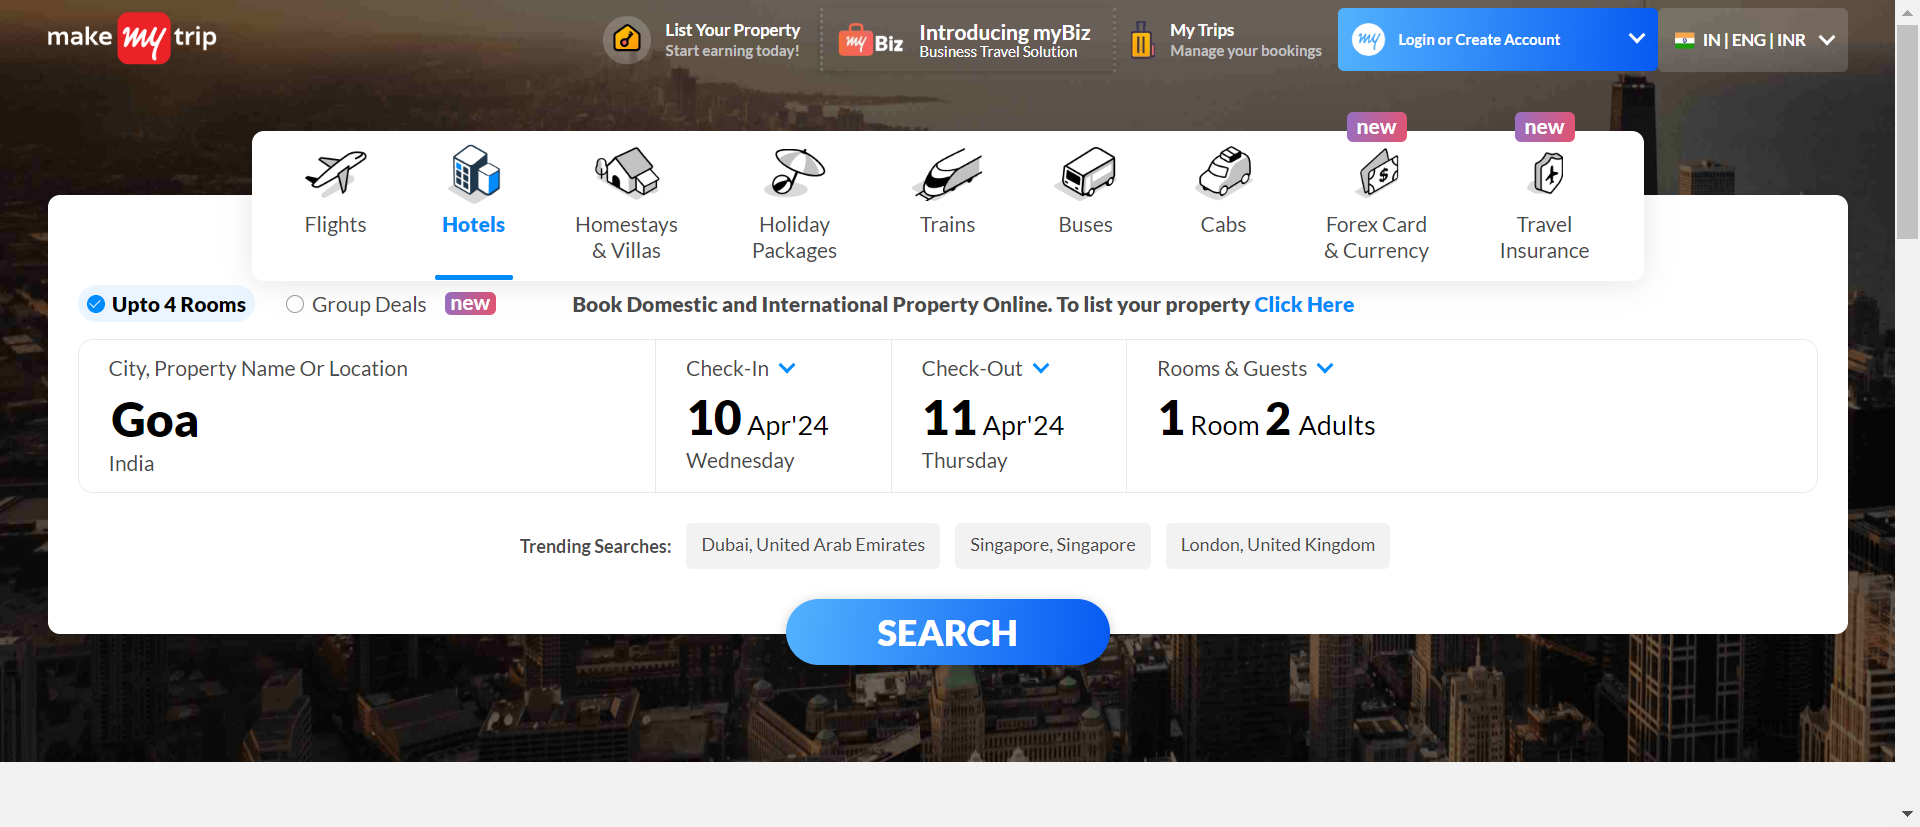 make my trip
List Your Property
Start earning today!
my Biz
Introducing myBiz
Business Travel Solution
My Trips
Manage your bookings
my
Login or Create Account
IN | ENG | INR
new
new
Flights
Hotels
Homestays
& Villas
Holiday
Packages
Trains
Buses
Cabs
Forex Card
& Currency
Travel
Insurance
Upto 4 Rooms
Group Deals
new
Book Domestic and International Property Online. To list your property Click Here
City, Property Name Or Location
Goa
India
Check-In
10 Apr'24
Wednesday
Check-Out
11 Apr'24
Thursday
Rooms & Guests
1 Room 2 Adults
Trending Searches:
Dubai, United Arab Emirates
Singapore, Singapore
London, United Kingdom
SEARCH